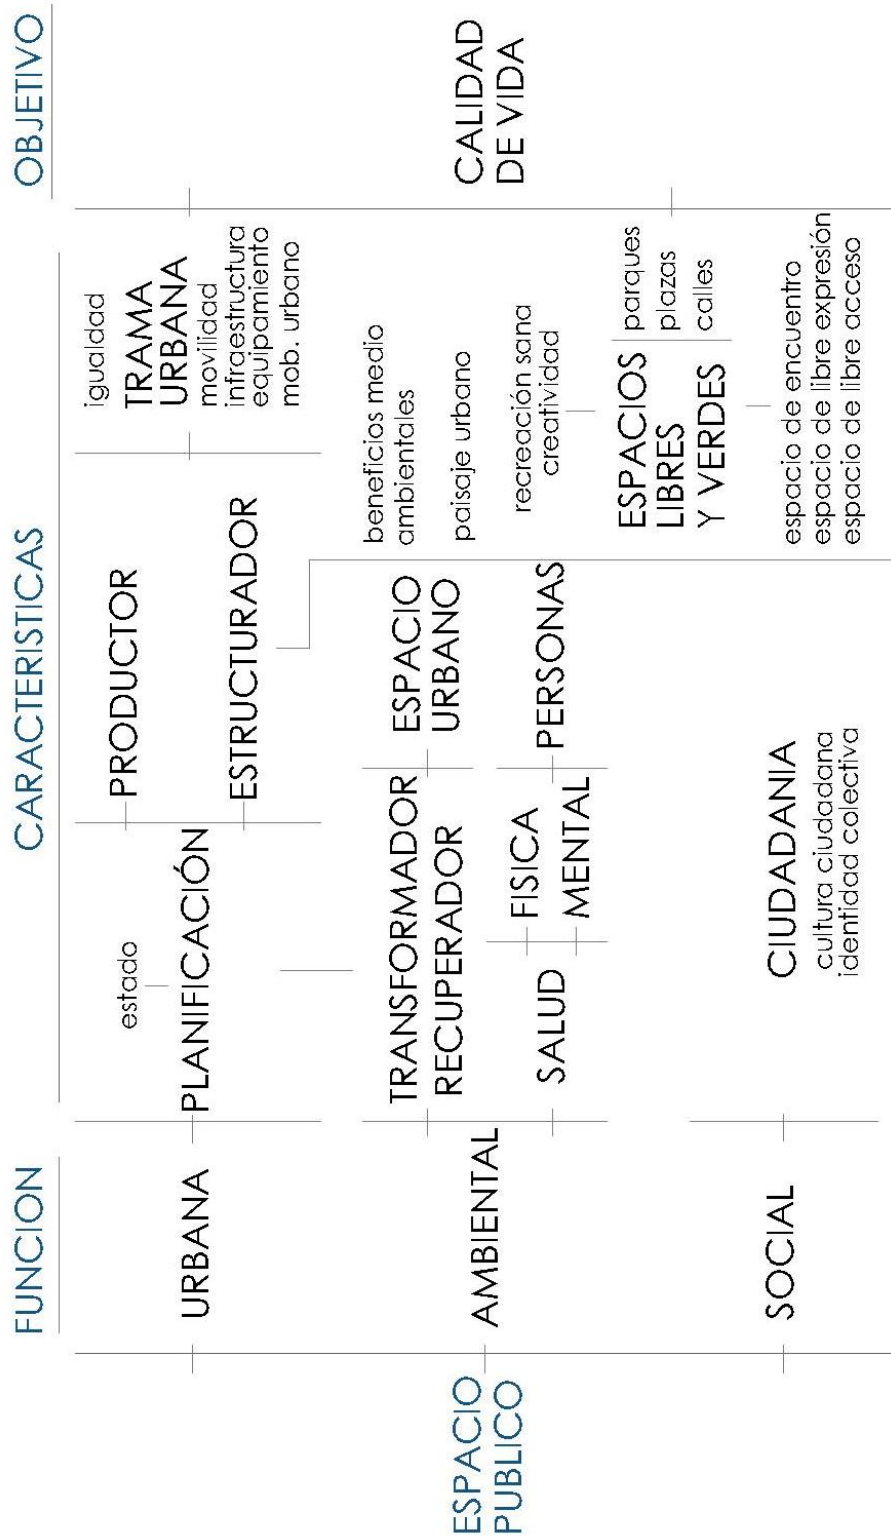 FUNCION
CARACTERISTICAS
OBJETIVO
ESPACIO
PUBLICO
URBANA
estado
PLANIFICACIÓN
PRODUCTOR
ESTRUCTURADOR
igualdad
TRAMA
URBANA
movilidad
infraestructura
equipamiento
mob. urbano
AMBIENTAL
TRANSFORMADOR
RECUPERADOR
ESPACIO
URBANO
SALUD
FISICA
MENTAL
PERSONAS
beneficios medio
ambientales
paisaje urbano
recreación sana
creatividad
ESPACIOS
LIBRES
Y VERDES
parques
plazas
calles
espacio de encuentro
espacio de libre expresión
espacio de libre acceso
SOCIAL
CIUDADANIA
cultura ciudadana
identidad colectiva
CALIDAD
DE VIDA